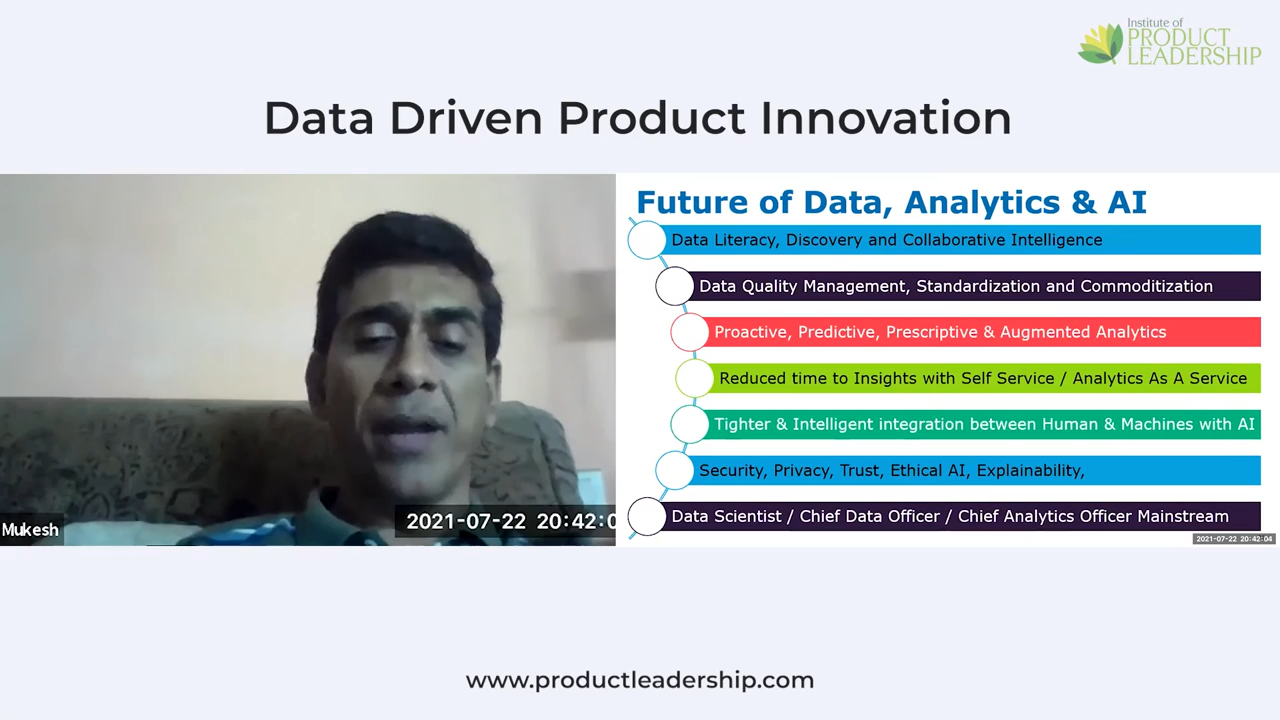 Institute of
PRODUCT
LEADERSHIP
Data Driven Product Innovation
Mukesh
2021-07-22 20:42:0
Future of Data, Analytics & AI
Data Literacy, Discovery and Collaborative Intelligence
Data Quality Management, Standardization and Commoditization
Proactive, Predictive, Prescriptive & Augmented Analytics
Reduced time to Insights with Self Service / Analytics As A Service
Tighter & Intelligent integration between Human & Machines with AI
Security, Privacy, Trust, Ethical AI, Explainability,
Data Scientist / Chief Data Officer / Chief Analytics Officer Mainstream
2021-07-22 20:42:04
www.productleadership.com